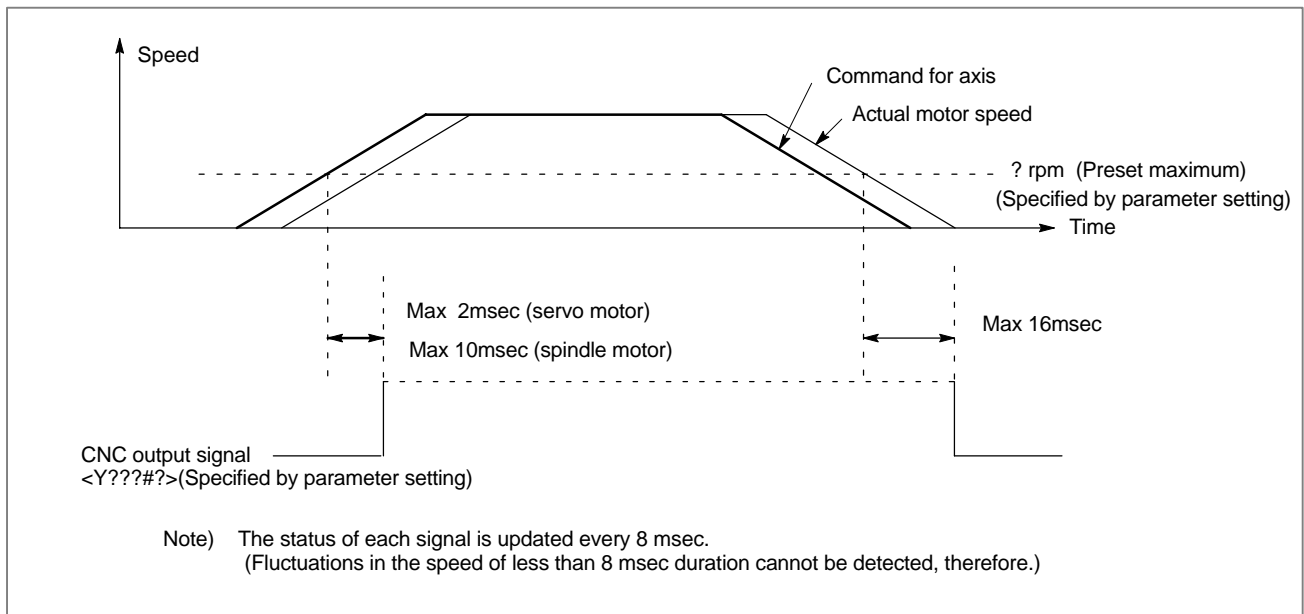 Speed
Command for axis
Actual motor speed
? rpm (Preset maximum)
(Specified by parameter setting)
Time
Max 2msec (servo motor)
Max 10msec (spindle motor)
Max 16msec
CNC output signal
<Y???#?>(Specified by parameter setting)
Note) The status of each signal is updated every 8 msec.
(Fluctuations in the speed of less than 8 msec duration cannot be detected, therefore.)